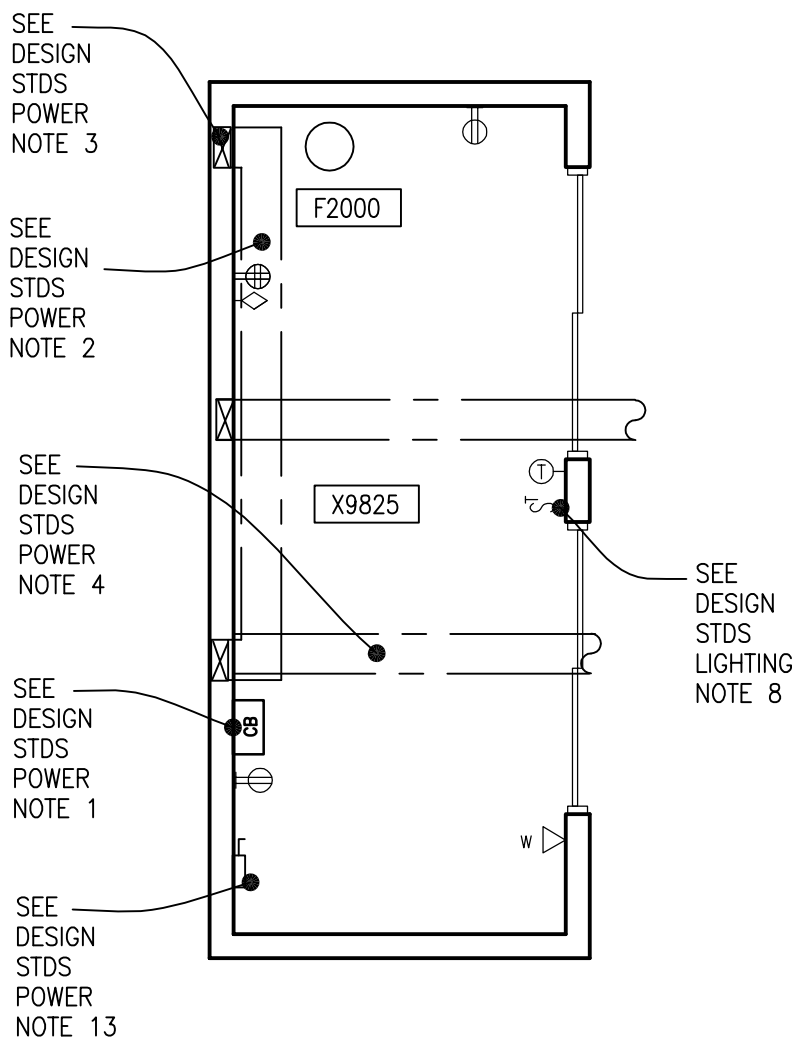 SEE
DESIGN
STDS
POWER
NOTE 3
F2000
SEE
DESIGN
STDS
POWER
NOTE 2
SEE
DESIGN
STDS
POWER
NOTE 4
X9825
T
ST
SEE
DESIGN
STDS
LIGHTING
NOTE 8
SEE
DESIGN
STDS
POWER
NOTE 1
CB
W
SEE
DESIGN
STDS
POWER
NOTE 13